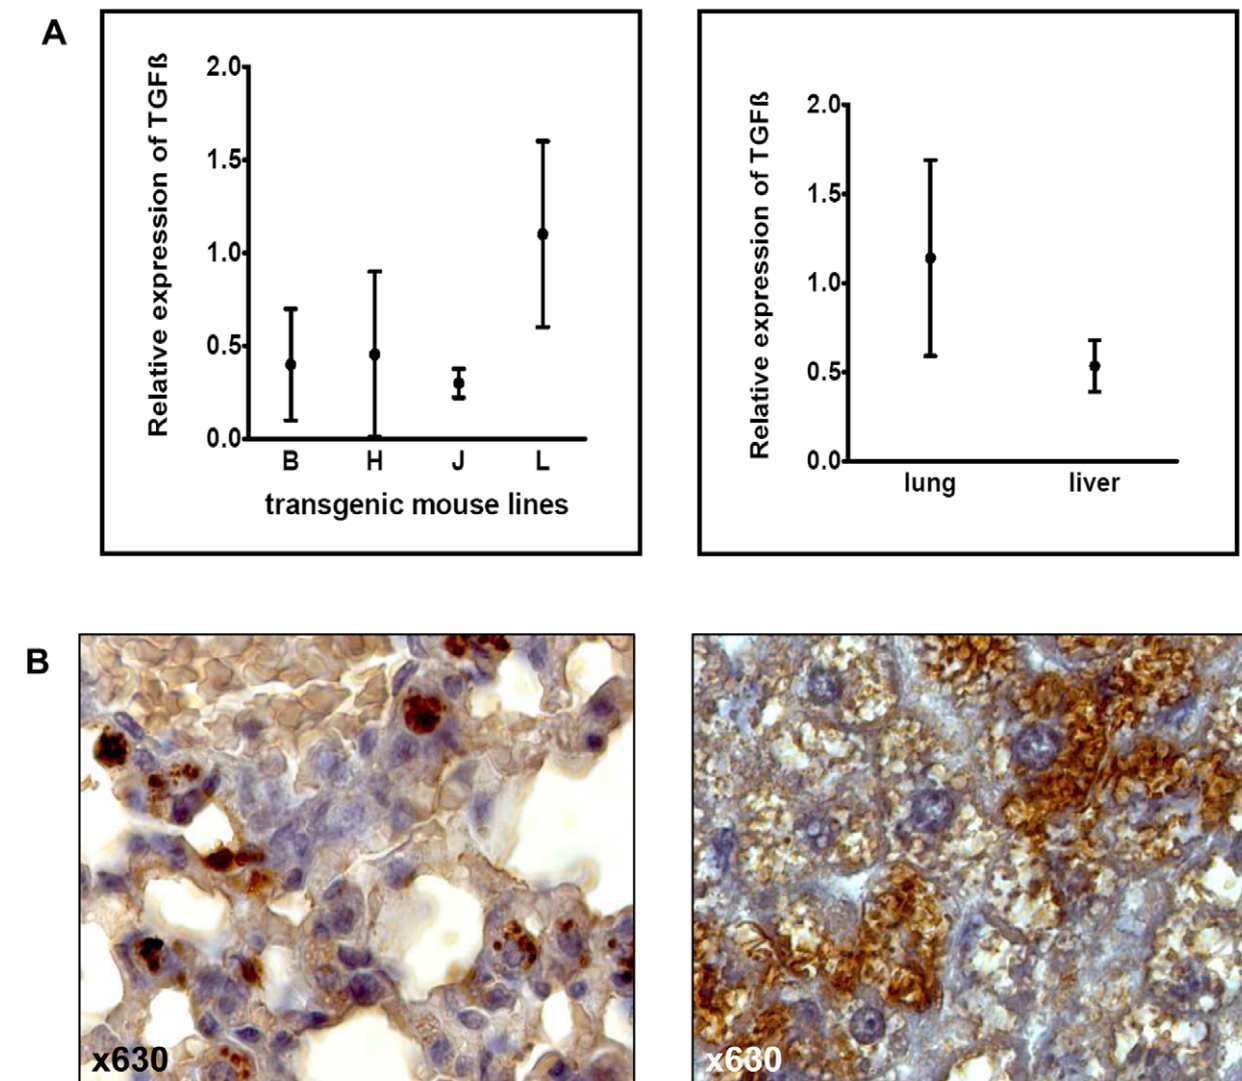 A
Relative expression of TGFß
2.0
1.5
1.0
0.5
0.0
B H J L
transgenic mouse lines
Relative expression of TGFß
2.0
1.5
1.0
0.5
0.0
lung liver
B
x630
x630